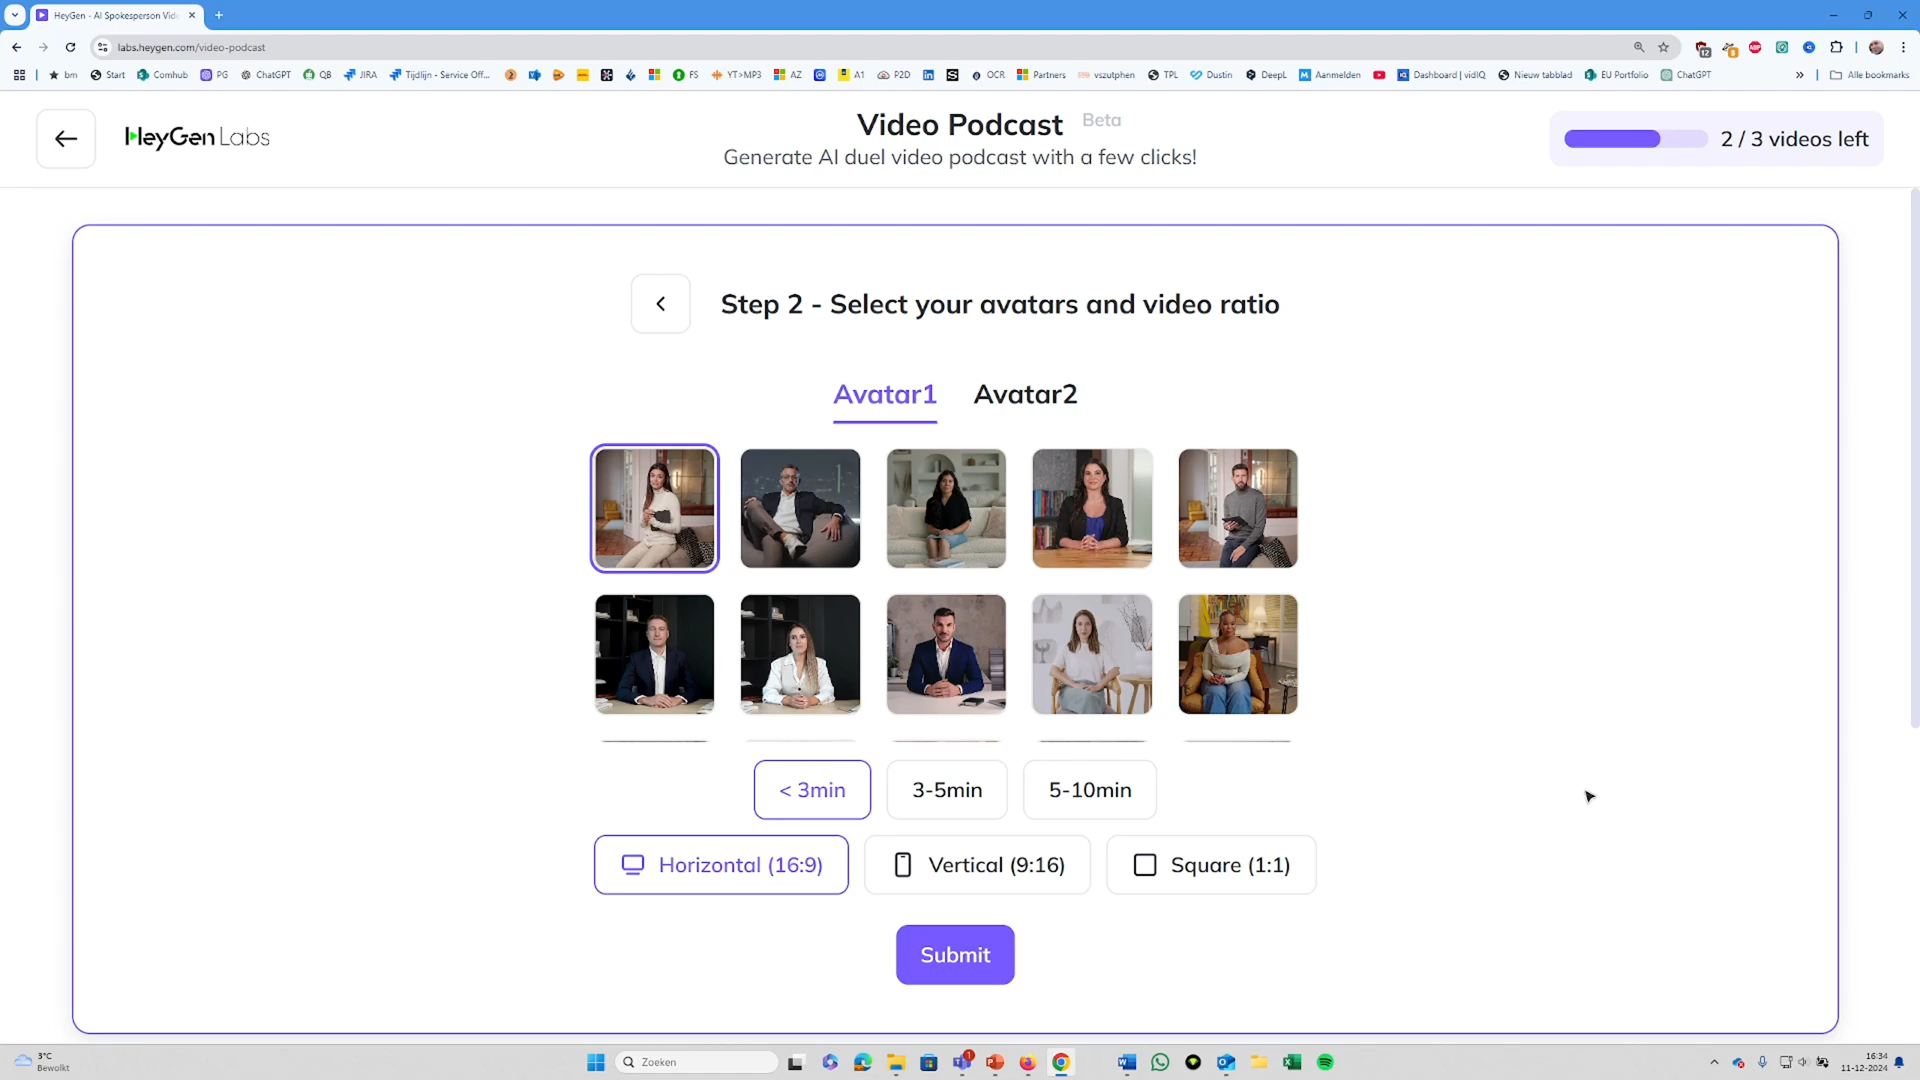 HeyGen - AI Spokesperson Vide
labs.heygen.com/video-podcast
bm Start Comhub PG ChatGPT QB JIRA Tijdlijn - Service Off... FS YT>MP3 AZ A1 P2D OCR Partners vszutphen TPL Dustin DeepL Aanmelden Dashboard | vidIQ Nieuw tabblad EU Portfolio ChatGPT » Alle bookmarks
HeyGen Labs
Video Podcast Beta
Generate AI duel video podcast with a few clicks!
2 / 3 videos left
Step 2 - Select your avatars and video ratio
Avatar1 Avatar2
< 3min 3-5min 5-10min
Horizontal (16:9) Vertical (9:16) Square (1:1)
Submit
3°C
Bewolkt
Zoeken
16:34
11-12-2024